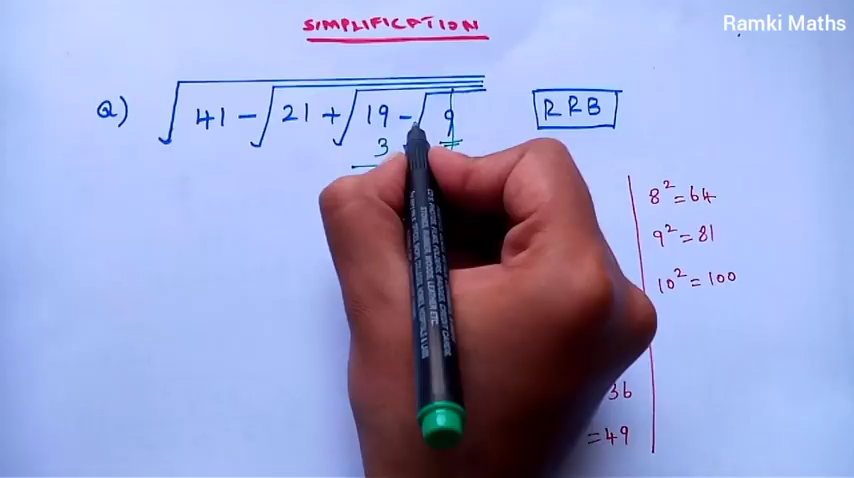 Ramki Maths
SIMPLIFICATION
Q) √(41 - √(21 + √(19 - √9)))
RRB
3
8² = 64
9² = 81
10² = 100
36
= 49